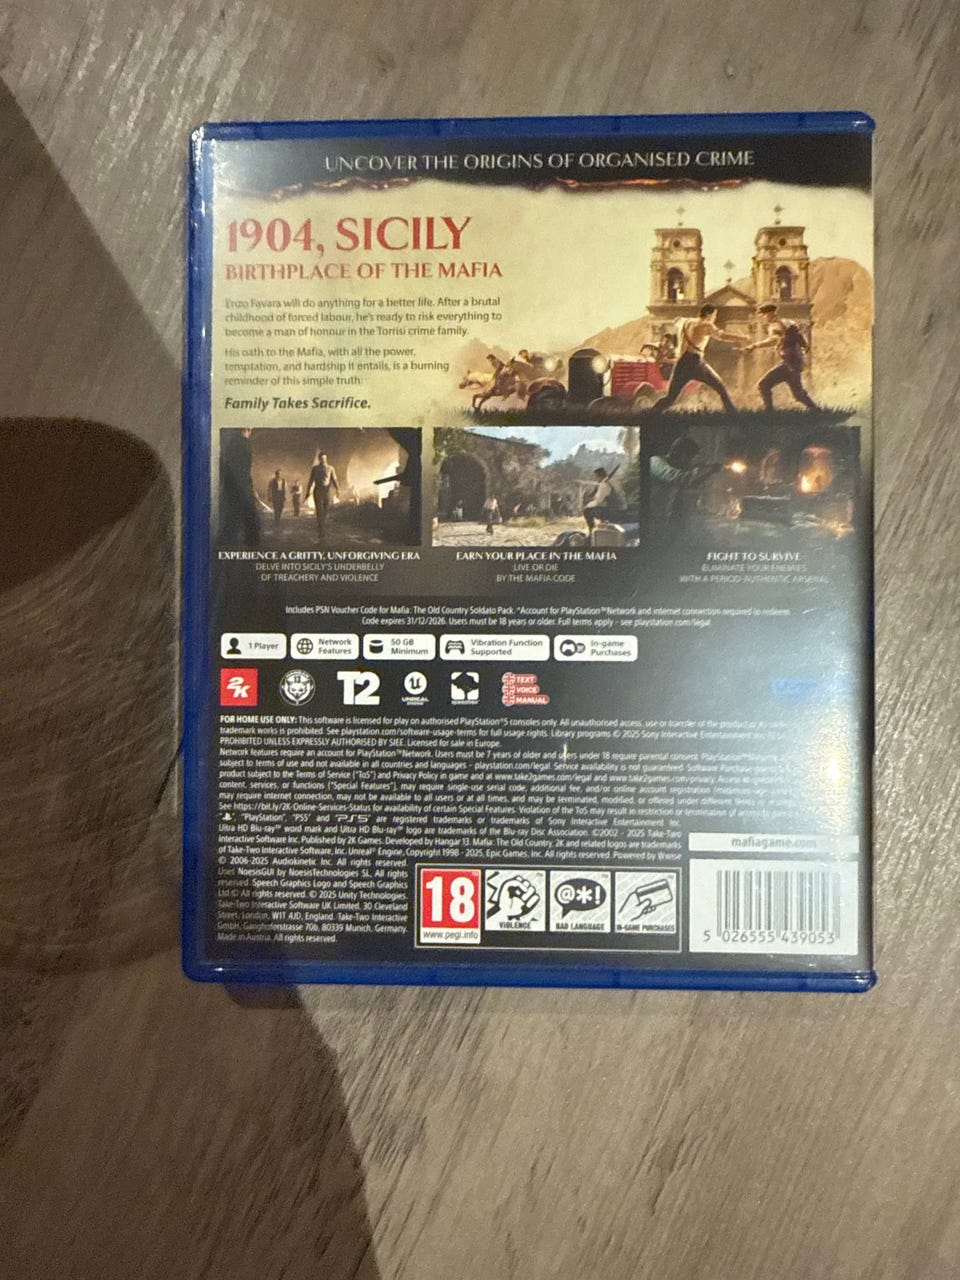 UNCOVER THE ORIGINS OF ORGANISED CRIME
1904, SICILY
BIRTHPLACE OF THE MAFIA
Enzo Favara will do anything for a better life. After a brutal
childhood of forced labour, he's ready to risk everything to
become a man of honour in the Torrisi crime family.
His oath to the Mafia, with all the power,
temptation, and hardship it entails, is a burning
reminder of this simple truth:
Family Takes Sacrifice.
EXPERIENCE A GRITTY, UNFORGIVING ERA
DELVE INTO SICILY'S UNDERBELLY
OF TREACHERY AND VIOLENCE
EARN YOUR PLACE IN THE MAFIA
LIVE OR DIE
BY THE MAFIA CODE
FIGHT TO SURVIVE
ELIMINATE YOUR ENEMIES
WITH A PERIOD-AUTHENTIC ARSENAL
Includes PSN Voucher Code for Mafia: The Old Country Soldato Pack. *Account for PlayStation™Network and internet connection required to redeem.
Code expires 31/12/2026. Users must be 18 years or older. Full terms apply - see playstation.com/legal
1 Player
Network
Features
50 GB
Minimum
Vibration Function
Supported
In-game
Purchases
2K
T2
UNREAL
ENGINE
TEXT
VOICE
MANUAL
FOR HOME USE ONLY: This software is licensed for play on authorised PlayStation®5 consoles only. All unauthorised access, use or transfer of the product or
trademark works is prohibited. See playstation.com/software-usage-terms for full usage rights. Library programs © 2025 Sony Interactive Entertainment
PROHIBITED UNLESS EXPRESSLY AUTHORISED BY SIEE. Licensed for sale in Europe.
Network features require an account for PlayStation™Network. Users must be 7 years or older and users under 18 require parental consent. PlayStation
subject to terms of use and not available in all countries and languages - playstation.com/legal. Service availability is not guaranteed. Software Purchase
product subject to the Terms of Service ("ToS") and Privacy Policy in game and at www.take2games.com/legal and www.take2games.com/privacy. Access to
content, services, or functions ("Special Features"), may require single-use serial code, additional fee, and/or online account registration
may require internet connection, may not be available to all users or at all times, and may be terminated, modified, or offered under different terms
See https://bit.ly/2K-Online-Services-Status for availability of certain Special Features. Violation of the ToS may result in restriction or termination of access
", "PlayStation", "PS5" and "PS5" are registered trademarks or trademarks of Sony Interactive Entertainment Inc.
Ultra HD Blu-ray™ word mark and Ultra HD Blu-ray™ logo are trademarks of the Blu-ray Disc Association. ©2002 - 2025 Take-Two
Interactive Software Inc. Published by 2K Games. Developed by Hangar 13. Mafia: The Old Country, 2K and related logos are trademarks
of Take-Two Interactive Software, Inc. Unreal® Engine, Copyright 1998 - 2025, Epic Games, Inc. All rights reserved. Powered by Wwise
© 2006-2025 Audiokinetic Inc. All rights reserved.
Uses NoesisGUI by NoesisTechnologies SL. All rights
reserved. Speech Graphics Logo and Speech Graphics
Ltd © All rights reserved. © 2025 Unity Technologies.
Take-Two Interactive Software UK Limited, 30 Cleveland
Street, London, W1T 4JD, England. Take-Two Interactive
GmbH, Ganghoferstrasse 70b, 80339 Munich, Germany.
Made in Austria. All rights reserved.
18
www.pegi.info
VIOLENCE
@*!
BAD LANGUAGE
IN-GAME PURCHASES
mafiagame.com
5 026555 439053